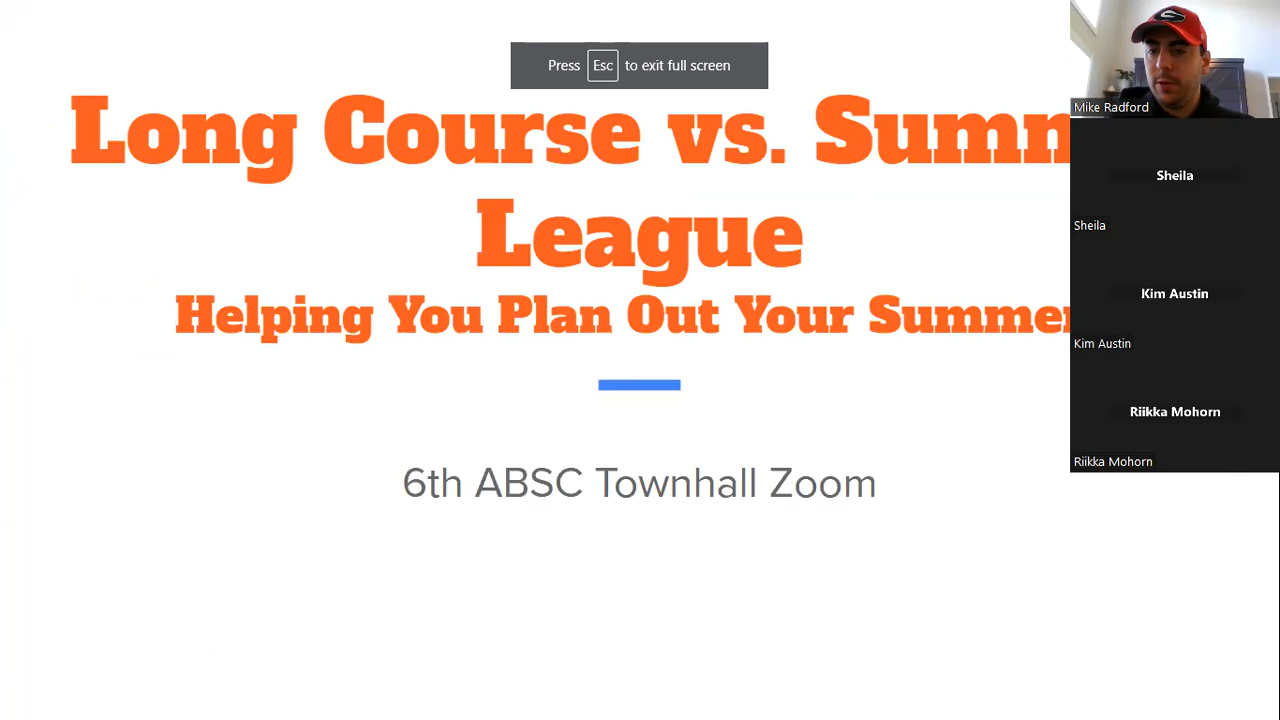 Press Esc to exit full screen
Long Course vs. Summ
League
Helping You Plan Out Your Summer
6th ABSC Townhall Zoom
Mike Radford
Sheila
Sheila
Kim Austin
Kim Austin
Riikka Mohorn
Riikka Mohorn